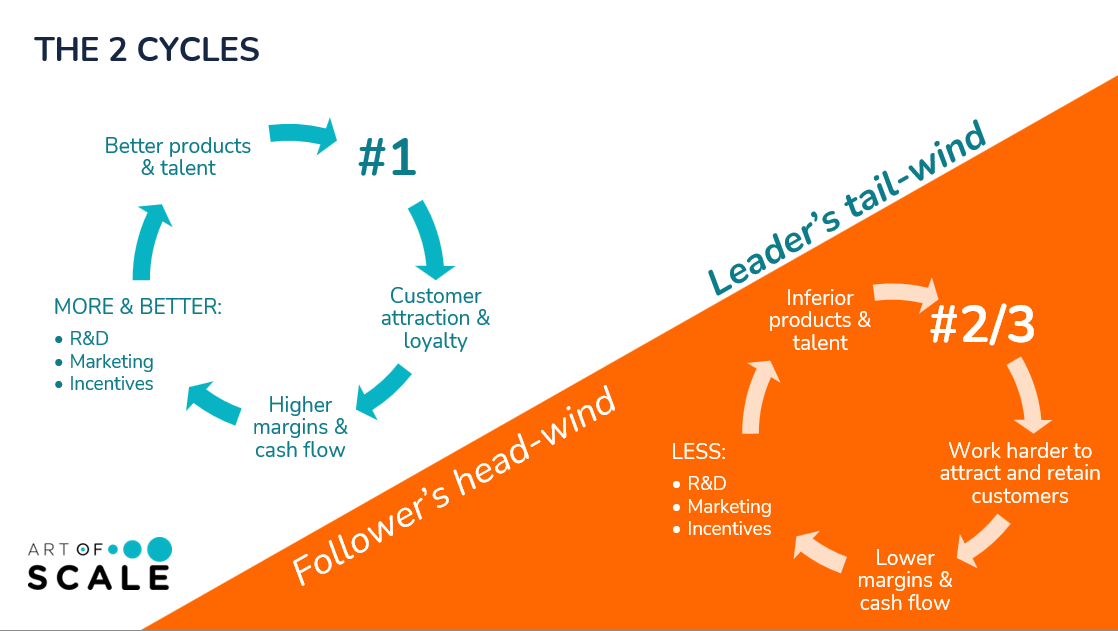 THE 2 CYCLES
Better products
& talent
#1
Customer
attraction &
loyalty
Higher
margins &
cash flow
MORE & BETTER:
• R&D
• Marketing
• Incentives
Leader's tail-wind
Follower's head-wind
Inferior
products &
talent
#2/3
Work harder to
attract and retain
customers
Lower
margins &
cash flow
LESS:
• R&D
• Marketing
• Incentives
ART OF
SCALE